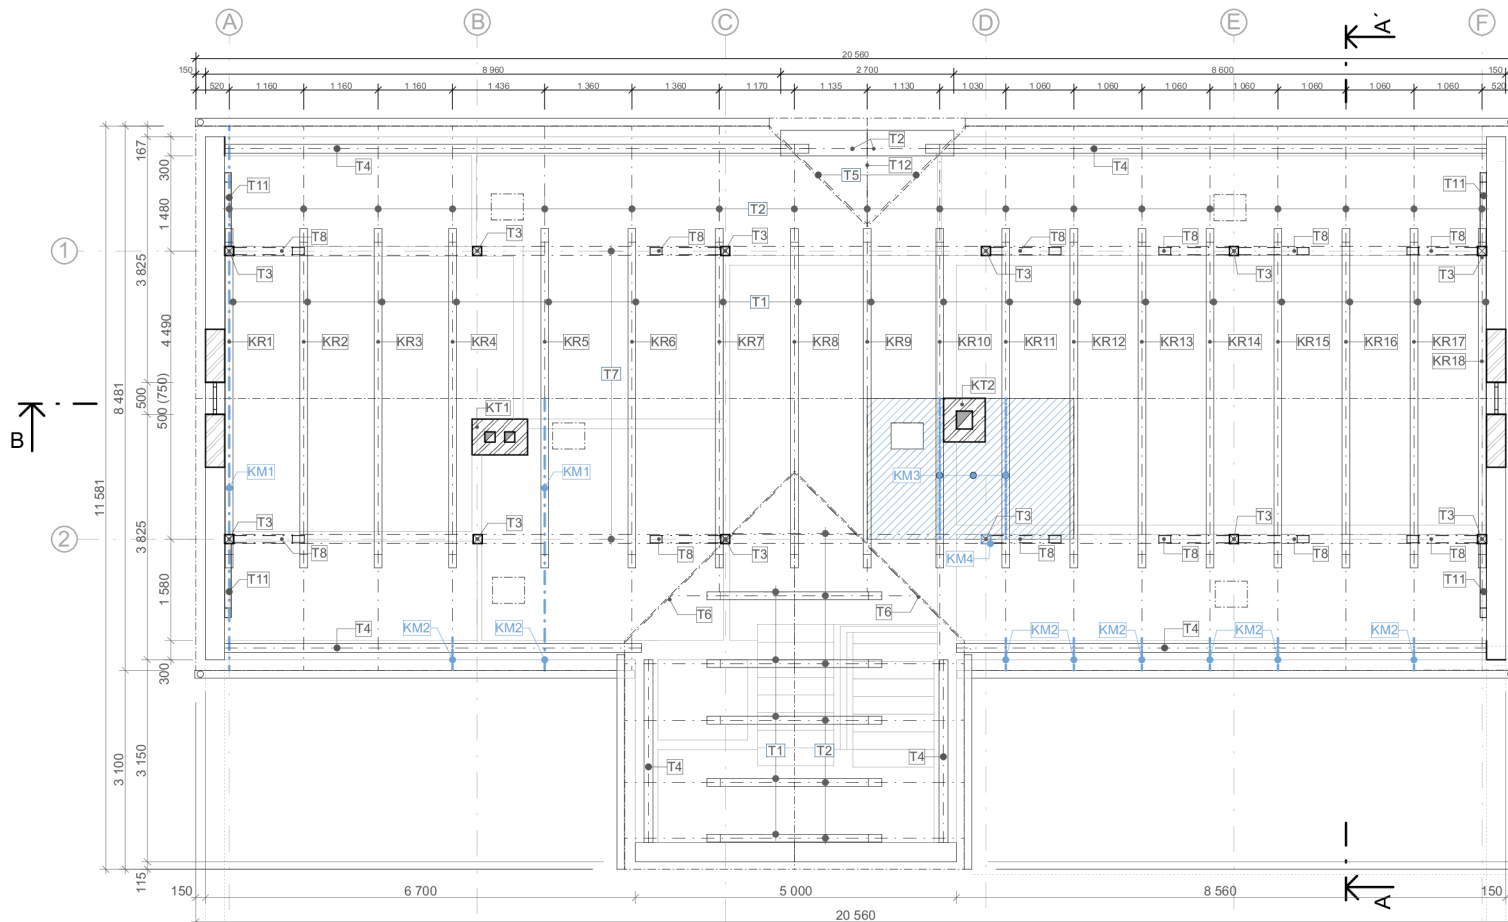 A B C D E F
A´
20 560
150 8 960 2 700 8 600 150
520 1 160 1 160 1 160 1 436 1 360 1 360 1 170 1 135 1 130 1 030 1 060 1 060 1 060 1 060 1 060 1 060 1 060 520
167
T4 T2 T4
300
T12
T5
T11 T11
1 480
T2
T8 T3 T8 T3 T8 T8 T8 T8
1
T3 T3 T3 T3
3 825
T1
4 490
KR1 KR2 KR3 KR4 KR5 KR6 KR7 KR8 KR9 KR10 KR11 KR12 KR13 KR14 KR15 KR16 KR17
KR18
T7
8 481
500
500 (750)
KT2
KT1
B
KM1 KM1 KM3
11 581
T3 T3 T3 T3 T3
2
T8 T8 T3 T8 T8 T8 T8
KM4
3 825
T11 T11
1 580
T6 T6
KM2 KM2 KM2 KM2 KM2 KM2
T4 T4
300
3 100
3 150
T1 T2
T4 T4
115
150 6 700 5 000 8 560 150
A
20 560